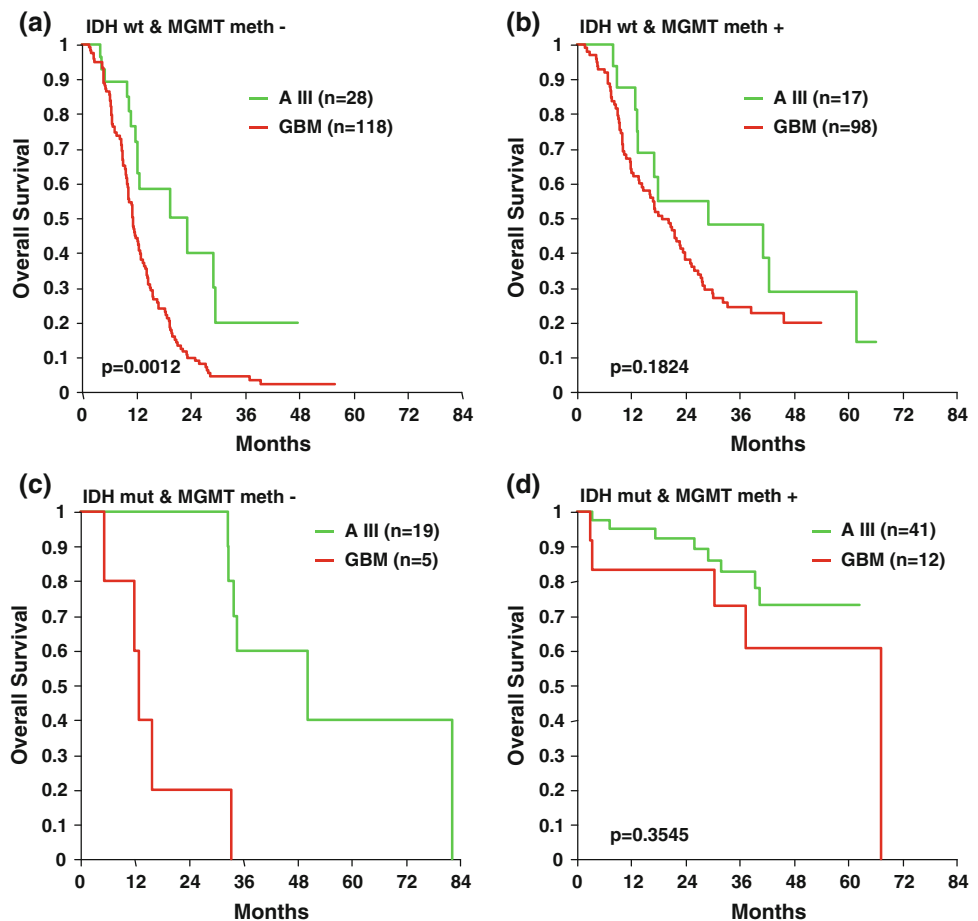 (a) IDH wt & MGMT meth -
1
0.9
0.8
0.7
0.6
0.5
0.4
0.3
0.2
0.1
0
Overall Survival
A III (n=28)
GBM (n=118)
p=0.0012
0 12 24 36 48 60 72 84
Months
(b) IDH wt & MGMT meth +
1
0.9
0.8
0.7
0.6
0.5
0.4
0.3
0.2
0.1
0
Overall Survival
A III (n=17)
GBM (n=98)
p=0.1824
0 12 24 36 48 60 72 84
Months
(c) IDH mut & MGMT meth -
1
0.9
0.8
0.7
0.6
0.5
0.4
0.3
0.2
0.1
0
Overall Survival
A III (n=19)
GBM (n=5)
0 12 24 36 48 60 72 84
Months
(d) IDH mut & MGMT meth +
1
0.9
0.8
0.7
0.6
0.5
0.4
0.3
0.2
0.1
0
Overall Survival
A III (n=41)
GBM (n=12)
p=0.3545
0 12 24 36 48 60 72 84
Months